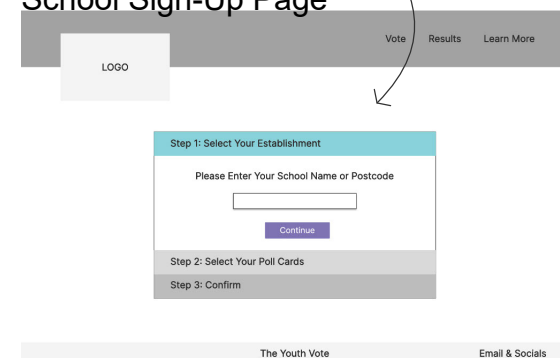 School Sign-Up Page
Vote Results Learn More
LOGO
Step 1: Select Your Establishment
Please Enter Your School Name or Postcode
Continue
Step 2: Select Your Poll Cards
Step 3: Confirm
The Youth Vote Email & Socials